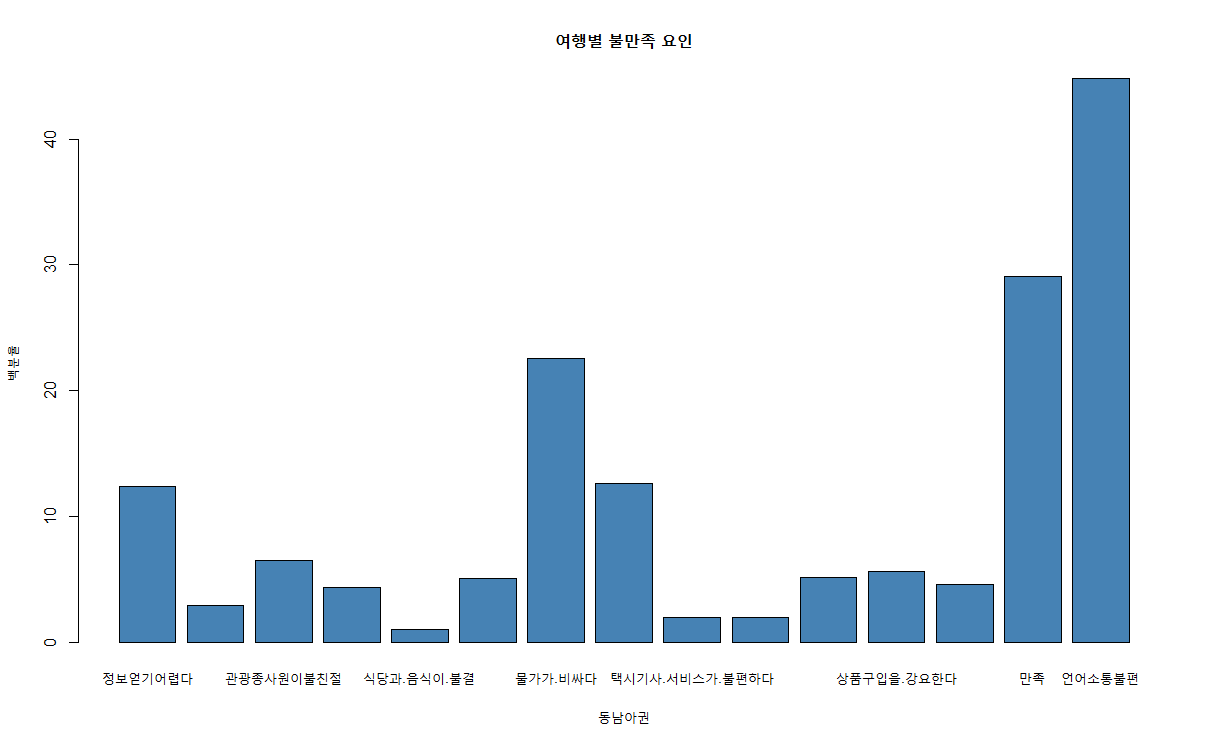 여행별 불만족 요인
백분율
40
30
20
10
0
정보얻기어렵다 관광종사원이불친절 식당과.음식이.불결 물가가.비싸다 택시기사.서비스가.불편하다 상품구입을.강요한다 만족 언어소통불편
동남아권